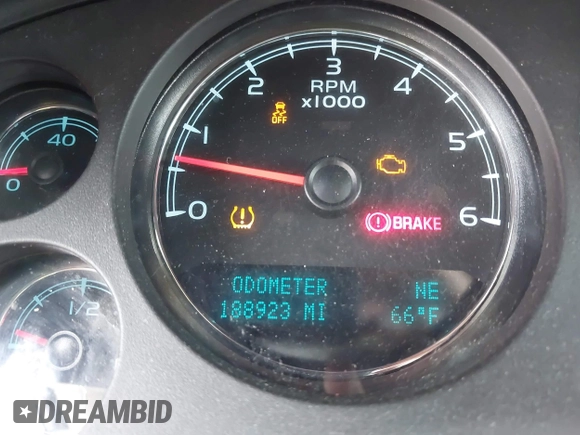 3
2
4
RPM
x1000
OFF
1
5
40
0
0
6
BRAKE
1/2
ODOMETER
NE
188923 MI
66°F
DREAMBID